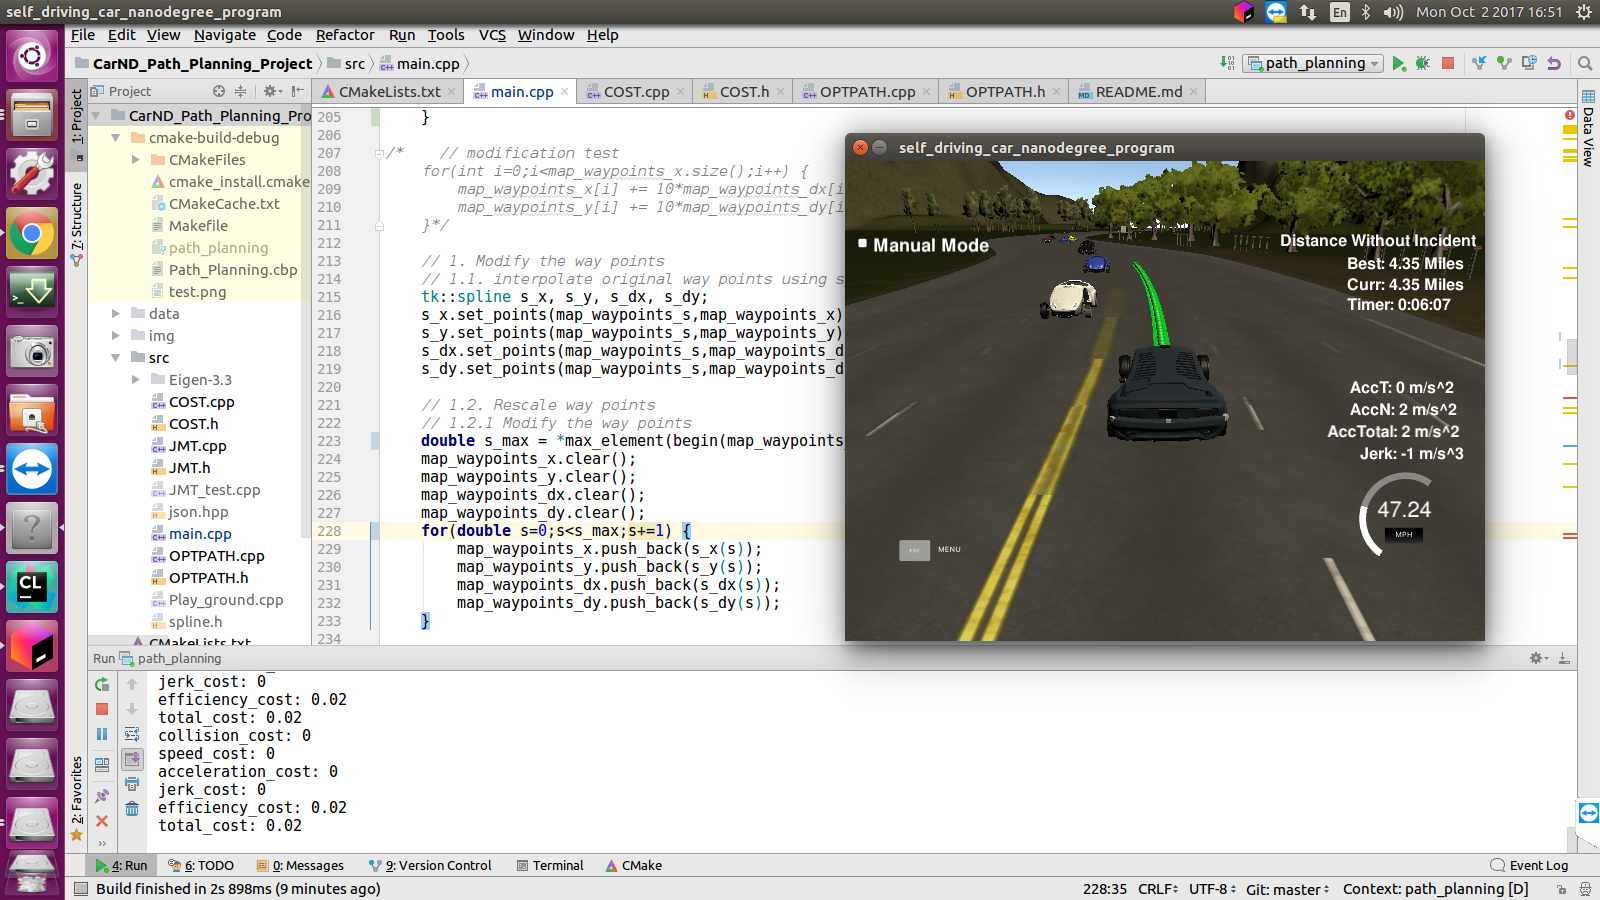 self_driving_car_nanodegree_program
En
Mon Oct 2 2017 16:51
File Edit View Navigate Code Refactor Run Tools VCS Window Help
CarND_Path_Planning_Project
src
main.cpp
path_planning
Project
CMakeLists.txt
main.cpp
COST.cpp
COST.h
OPTPATH.cpp
OPTPATH.h
README.md
1: Project
7: Structure
2: Favorites
Data View
CarND_Path_Planning_Pro
cmake-build-debug
CMakeFiles
cmake_install.cmake
CMakeCache.txt
Makefile
path_planning
Path_Planning.cbp
test.png
data
img
src
Eigen-3.3
COST.cpp
COST.h
JMT.cpp
JMT.h
JMT_test.cpp
json.hpp
main.cpp
OPTPATH.cpp
OPTPATH.h
Play_ground.cpp
spline.h
CMakeLists.txt
205 }
206
207 /* // modification test
208 for(int i=0;i<map_waypoints_x.size();i++) {
209 map_waypoints_x[i] += 10*map_waypoints_dx[i
210 map_waypoints_y[i] += 10*map_waypoints_dy[i
211 }*/
212
213 // 1. Modify the way points
214 // 1.1. interpolate original way points using s
215 tk::spline s_x, s_y, s_dx, s_dy;
216 s_x.set_points(map_waypoints_s,map_waypoints_x)
217 s_y.set_points(map_waypoints_s,map_waypoints_y)
218 s_dx.set_points(map_waypoints_s,map_waypoints_d
219 s_dy.set_points(map_waypoints_s,map_waypoints_d
220
221 // 1.2. Rescale way points
222 // 1.2.1 Modify the way points
223 double s_max = *max_element(begin(map_waypoints_
224 map_waypoints_x.clear();
225 map_waypoints_y.clear();
226 map_waypoints_dx.clear();
227 map_waypoints_dy.clear();
228 for(double s=0;s<s_max;s+=1) {
229 map_waypoints_x.push_back(s_x(s));
230 map_waypoints_y.push_back(s_y(s));
231 map_waypoints_dx.push_back(s_dx(s));
232 map_waypoints_dy.push_back(s_dy(s));
233 }
234
self_driving_car_nanodegree_program
Manual Mode
Distance Without Incident
Best: 4.35 Miles
Curr: 4.35 Miles
Timer: 0:06:07
AccT: 0 m/s^2
AccN: 2 m/s^2
AccTotal: 2 m/s^2
Jerk: -1 m/s^3
47.24
MPH
ESC MENU
Run path_planning
jerk_cost: 0
efficiency_cost: 0.02
total_cost: 0.02
collision_cost: 0
speed_cost: 0
acceleration_cost: 0
jerk_cost: 0
efficiency_cost: 0.02
total_cost: 0.02
4: Run
6: TODO
0: Messages
9: Version Control
Terminal
CMake
Event Log
Build finished in 2s 898ms (9 minutes ago)
228:35 CRLF UTF-8 Git: master Context: path_planning [D]